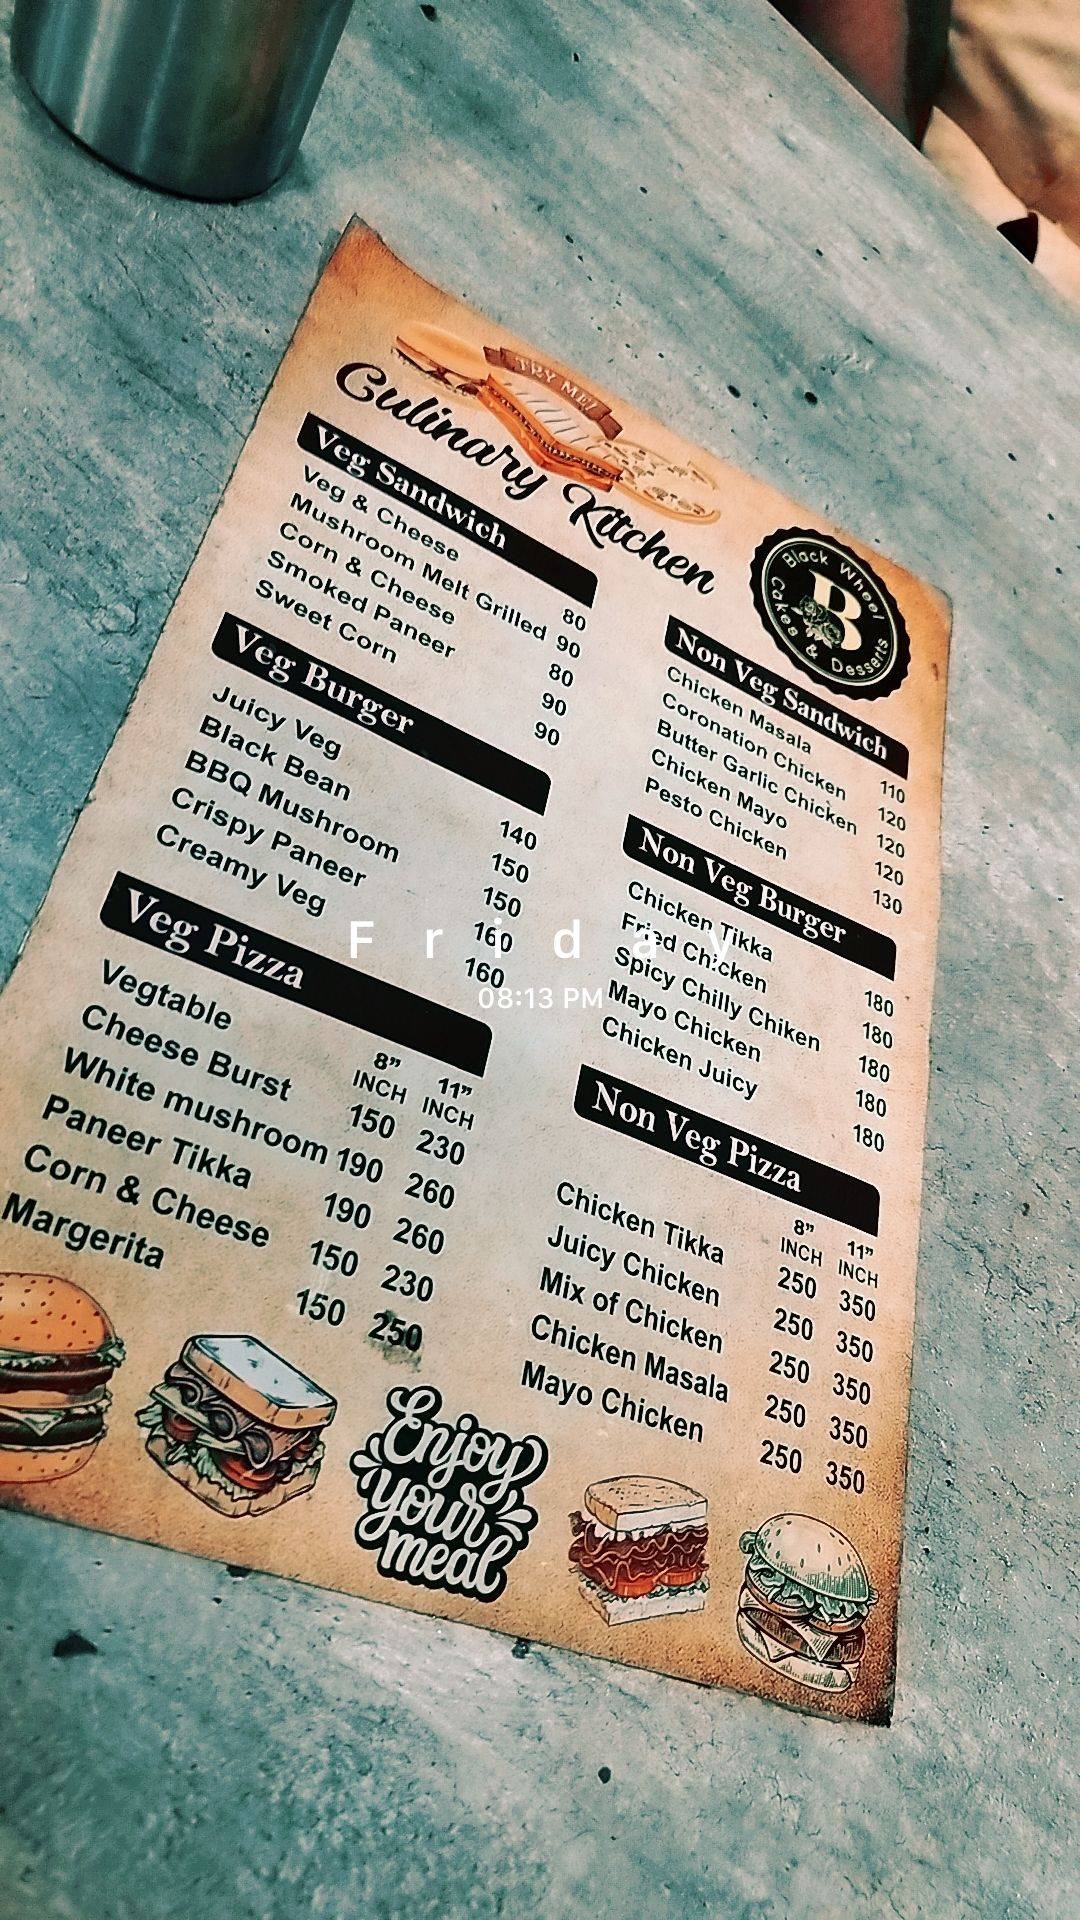 TRY ME!
Culinary Kitchen
Black Wheel
B
Cakes & Desserts
Veg Sandwich
Veg & Cheese 80
Mushroom Melt Grilled 90
Corn & Cheese 80
Smoked Paneer 90
Sweet Corn 90
Veg Burger
Juicy Veg 140
Black Bean 150
BBQ Mushroom 150
Crispy Paneer 160
Creamy Veg 160
Veg Pizza
8" 11"
INCH INCH
Vegtable
Cheese Burst 150 230
White mushroom 190 260
Paneer Tikka 190 260
Corn & Cheese 150 230
Margerita 150 250
Non Veg Sandwich
Chicken Masala 110
Coronation Chicken 120
Butter Garlic Chicken 120
Chicken Mayo 120
Pesto Chicken 130
Non Veg Burger
Chicken Tikka 180
Fried Chicken 180
Spicy Chilly Chiken 180
Mayo Chicken 180
Chicken Juicy 180
Non Veg Pizza
8" 11"
INCH INCH
Chicken Tikka 250 350
Juicy Chicken 250 350
Mix of Chicken 250 350
Chicken Masala 250 350
Mayo Chicken 250 350
Enjoy
your
meal
Friday
08:13 PM